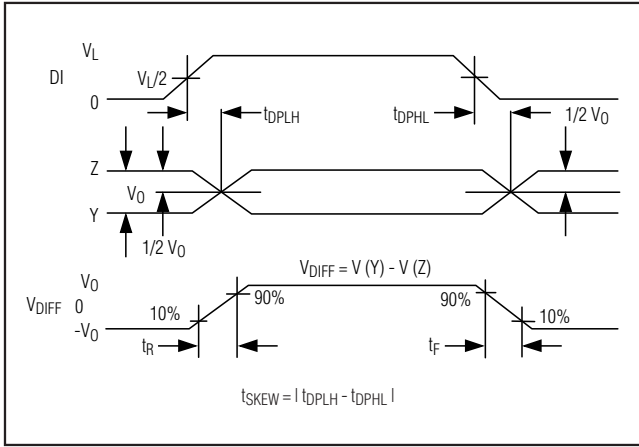 V_L
DI
V_L/2
0
t_DPLH
t_DPHL
1/2 V_O
Z
V_O
Y
1/2 V_O
V_DIFF = V (Y) - V (Z)
V_O
V_DIFF 0
-V_O
10%
90%
90%
10%
t_R
t_F
t_SKEW = | t_DPLH - t_DPHL |